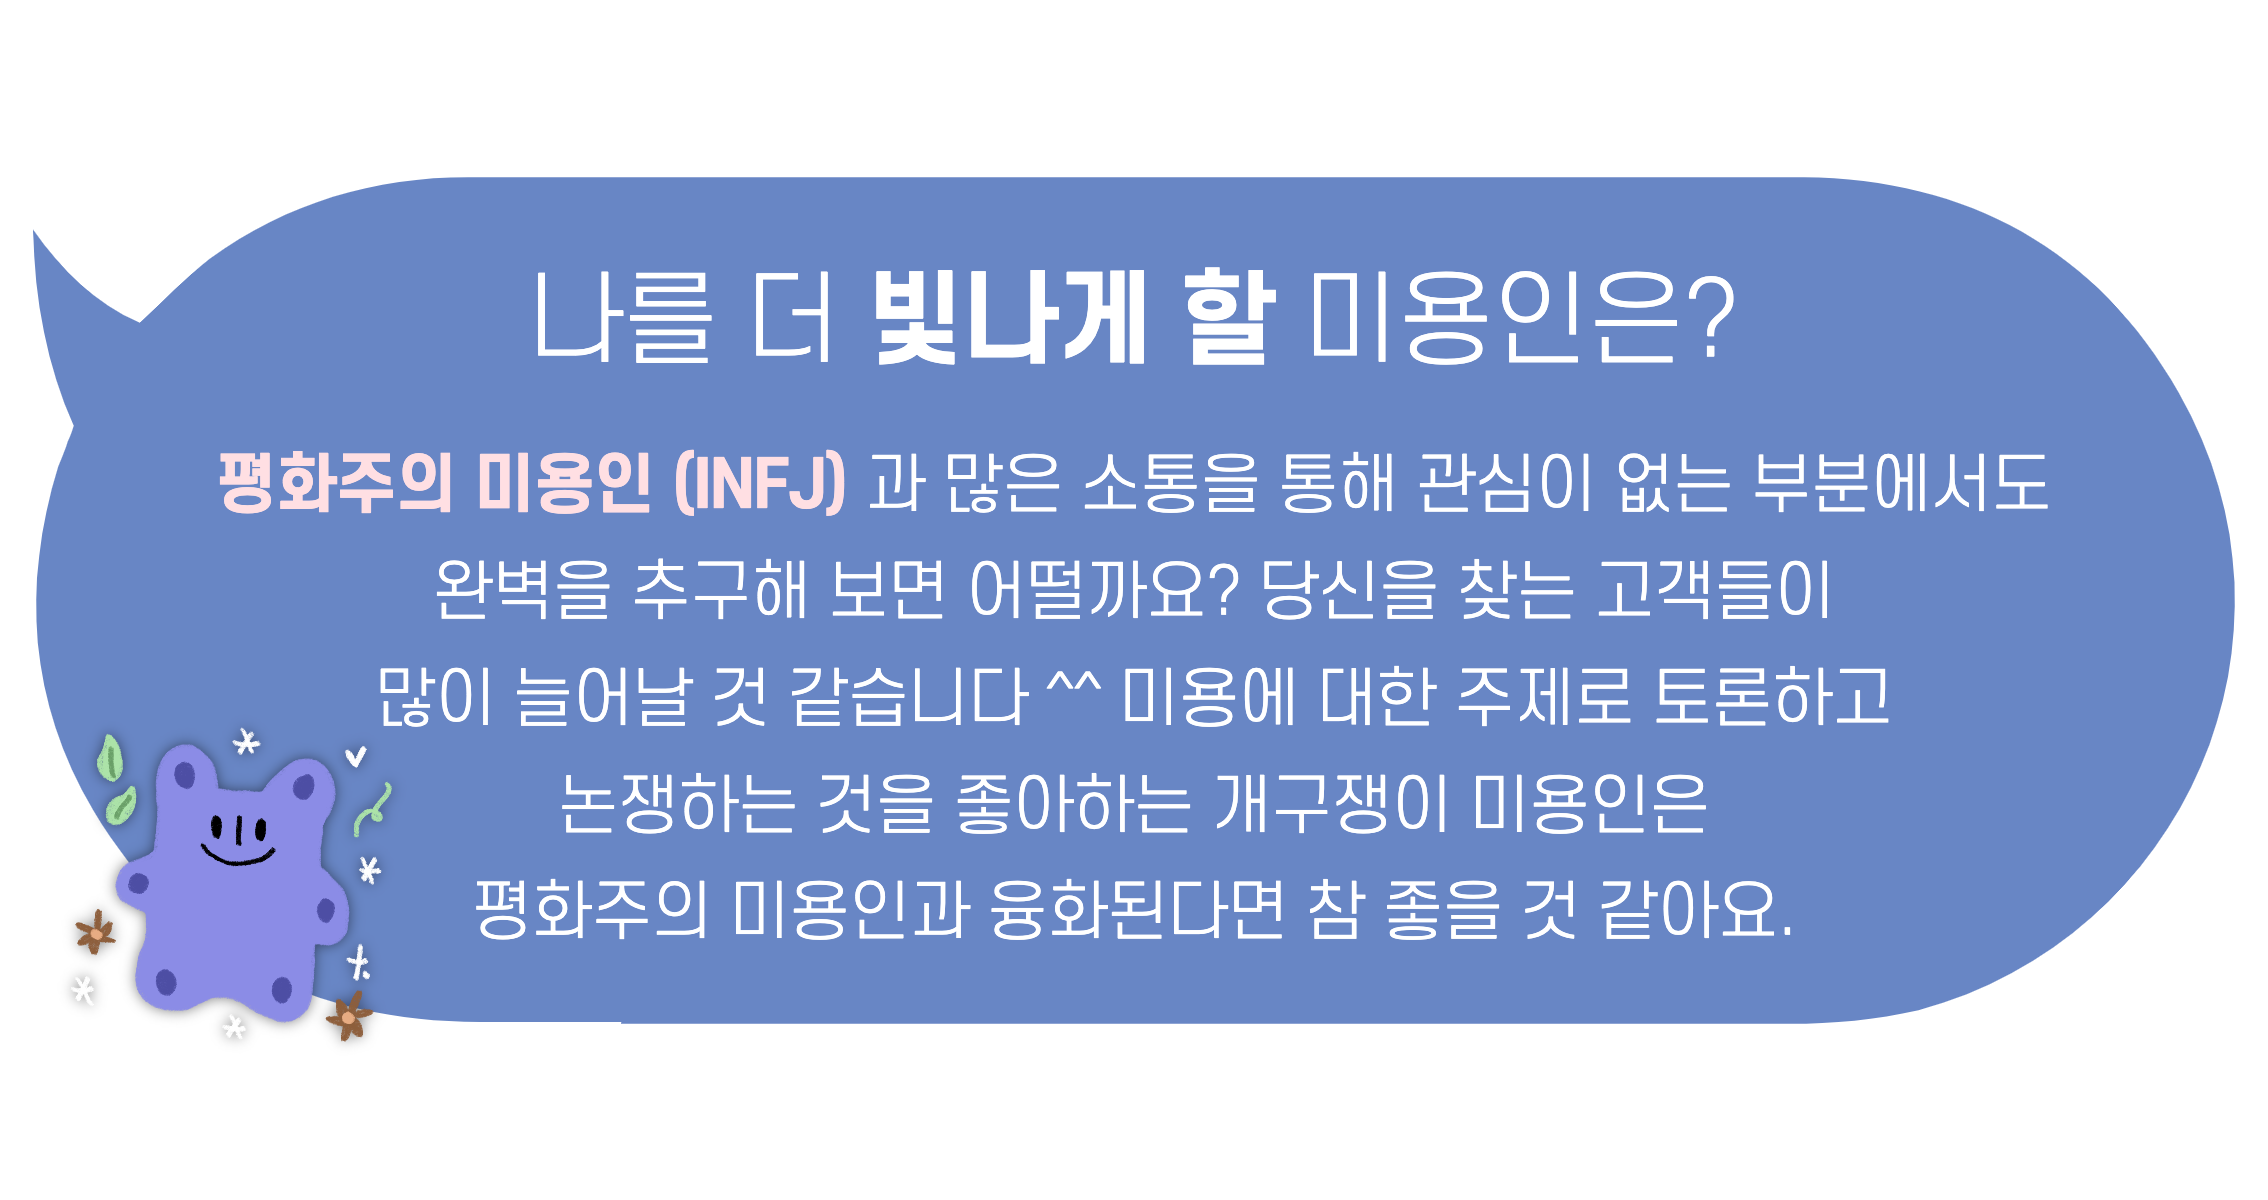 나를 더 빛나게 할 미용인은?
평화주의 미용인 (INFJ) 과 많은 소통을 통해 관심이 없는 부분에서도
완벽을 추구해 보면 어떨까요? 당신을 찾는 고객들이
많이 늘어날 것 같습니다 ^^ 미용에 대한 주제로 토론하고
논쟁하는 것을 좋아하는 개구쟁이 미용인은
평화주의 미용인과 융화된다면 참 좋을 것 같아요.